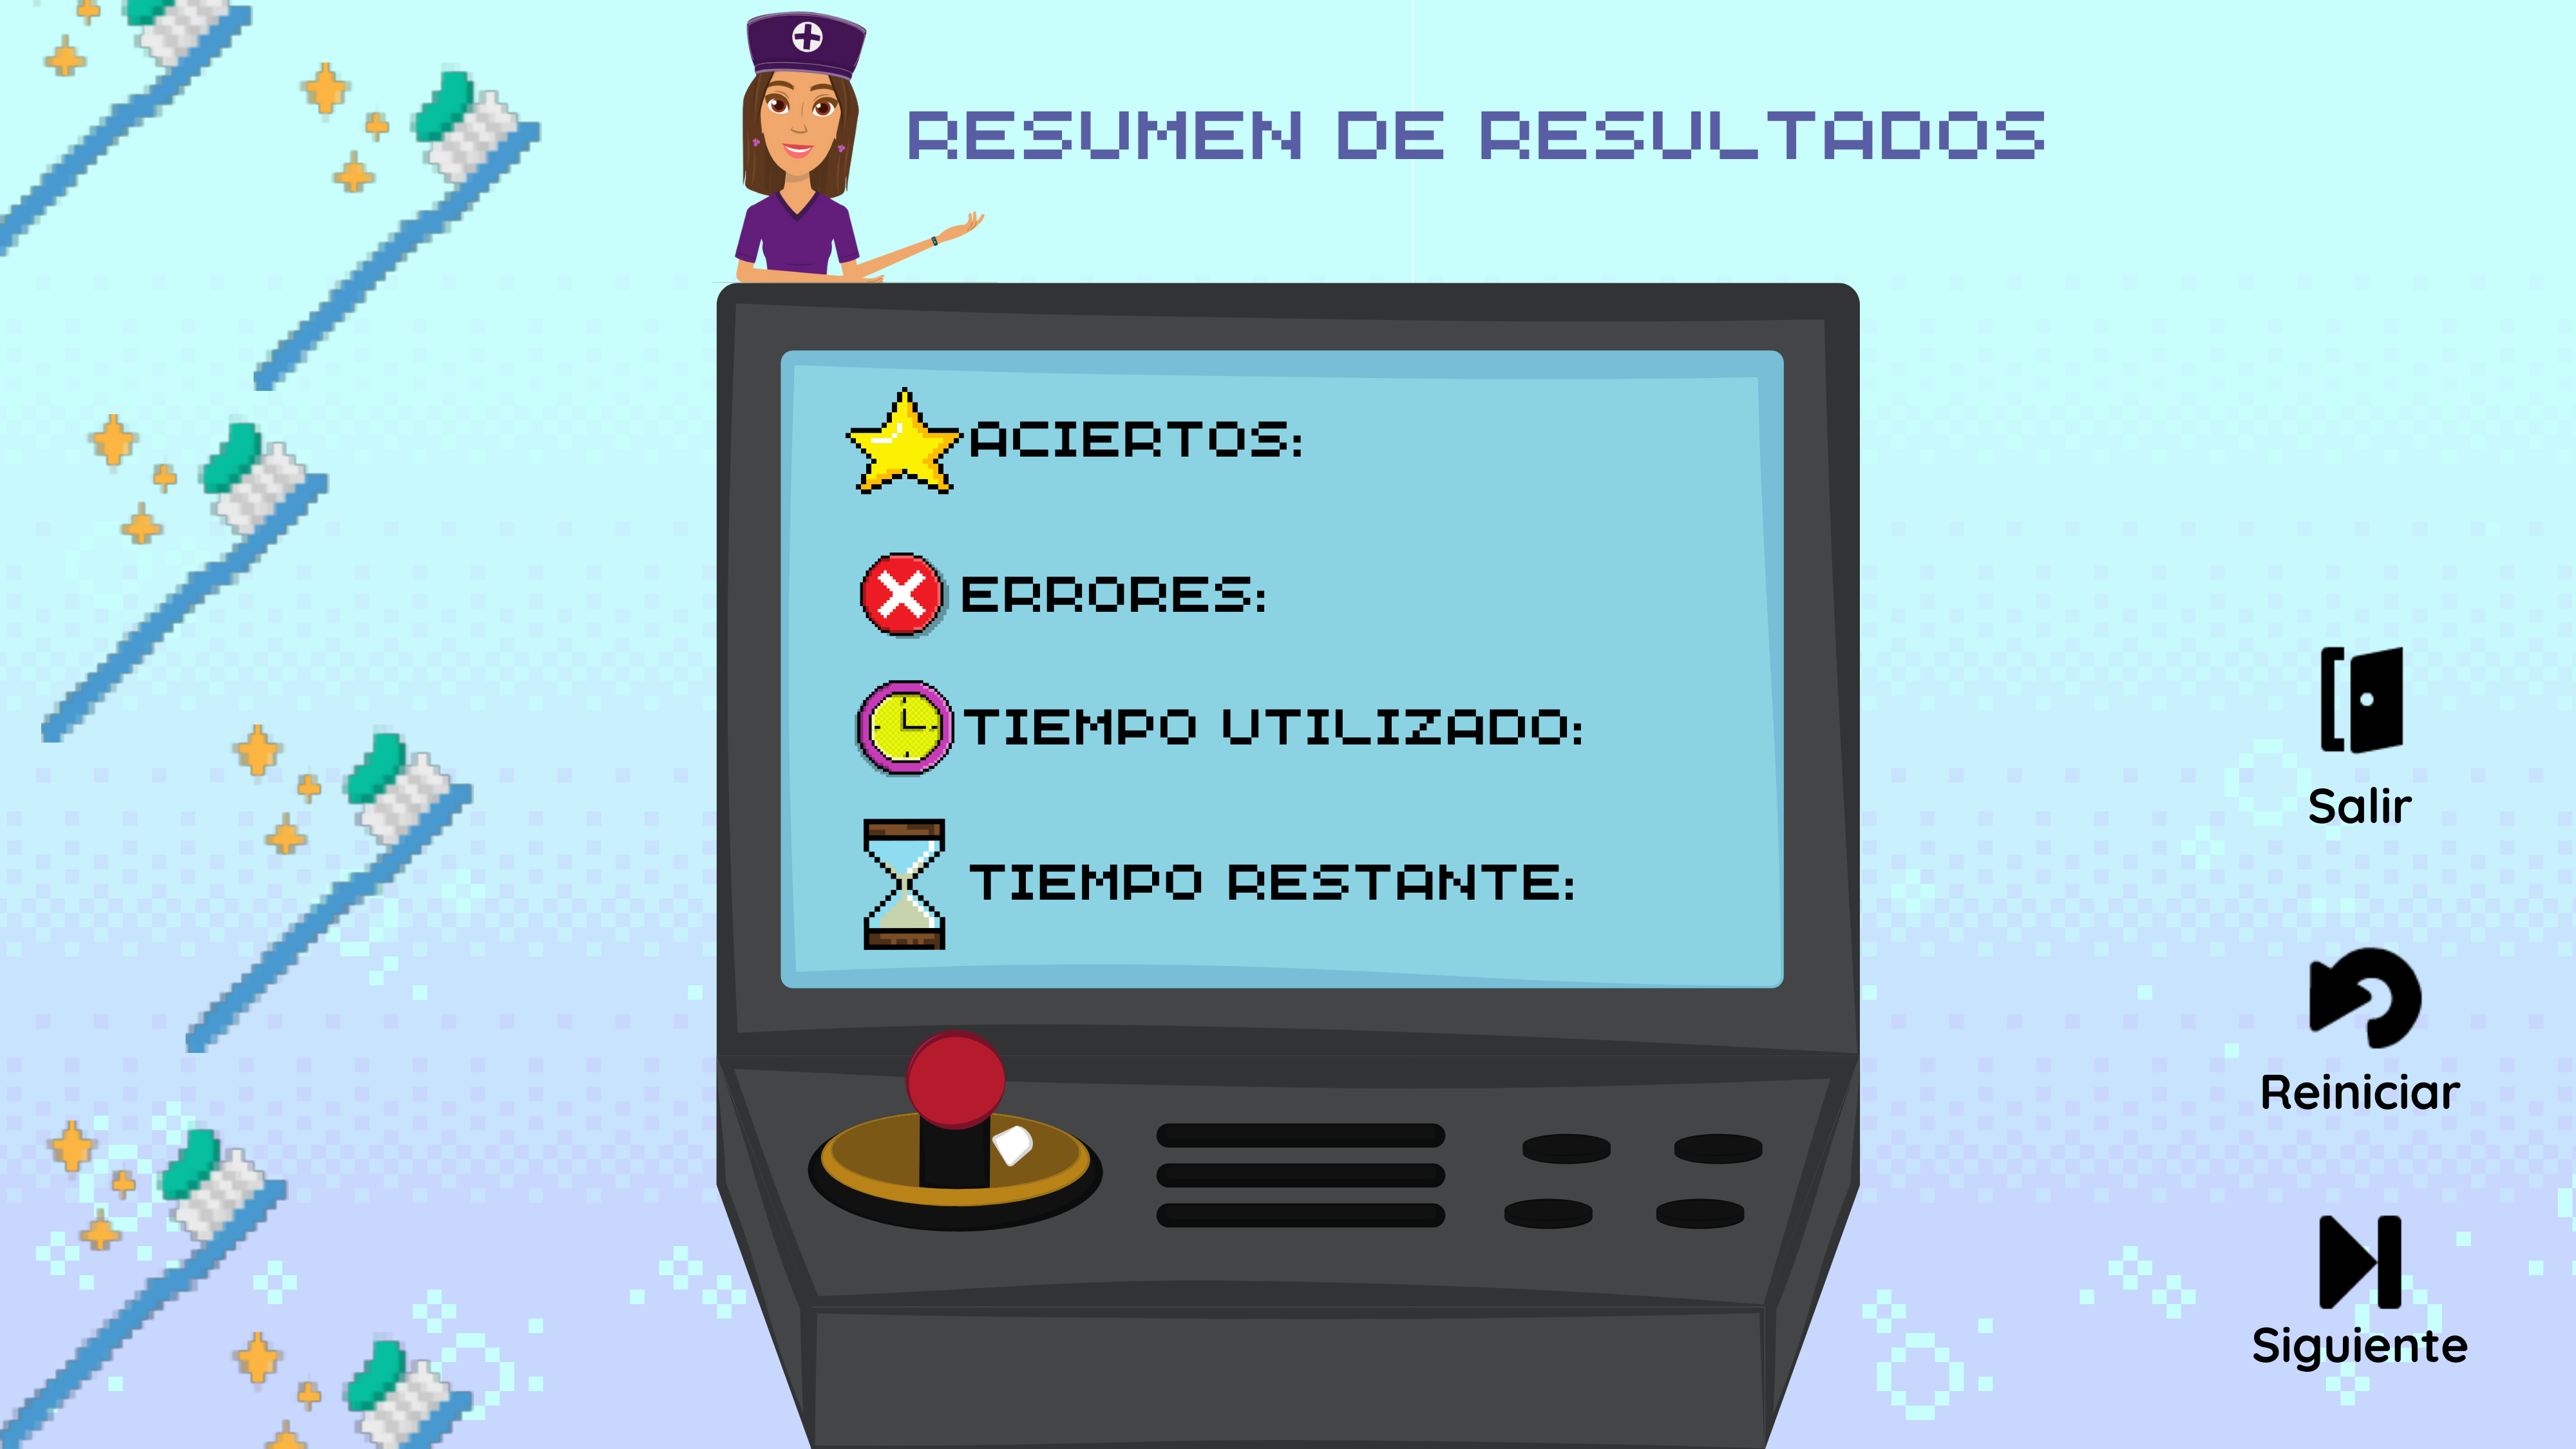 RESUMEN DE RESULTADOS
ACIERTOS:
ERRORES:
TIEMPO UTILIZADO:
TIEMPO RESTANTE:
Salir
Reiniciar
Siguiente